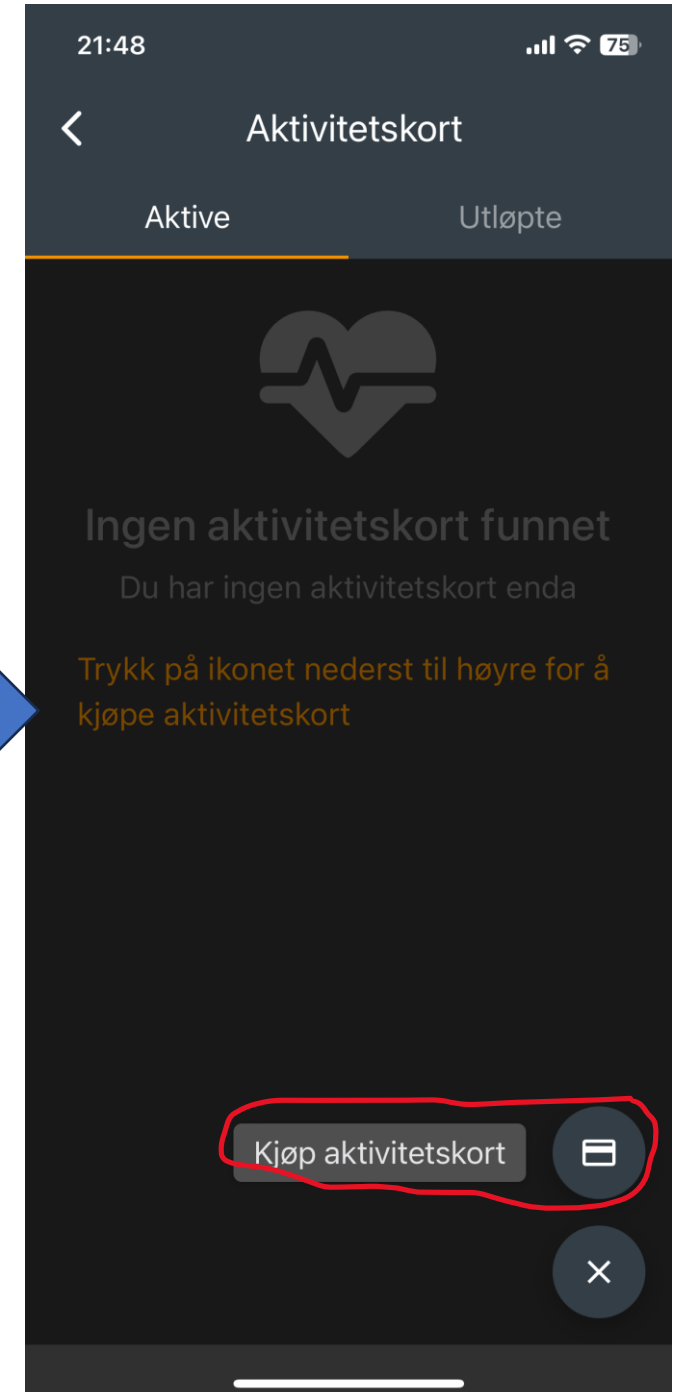 21:48
75
Aktivitetskort
Aktive
Utløpte
Ingen aktivitetskort funnet
Du har ingen aktivitetskort enda
Trykk på ikonet nederst til høyre for å
kjøpe aktivitetskort
Kjøp aktivitetskort